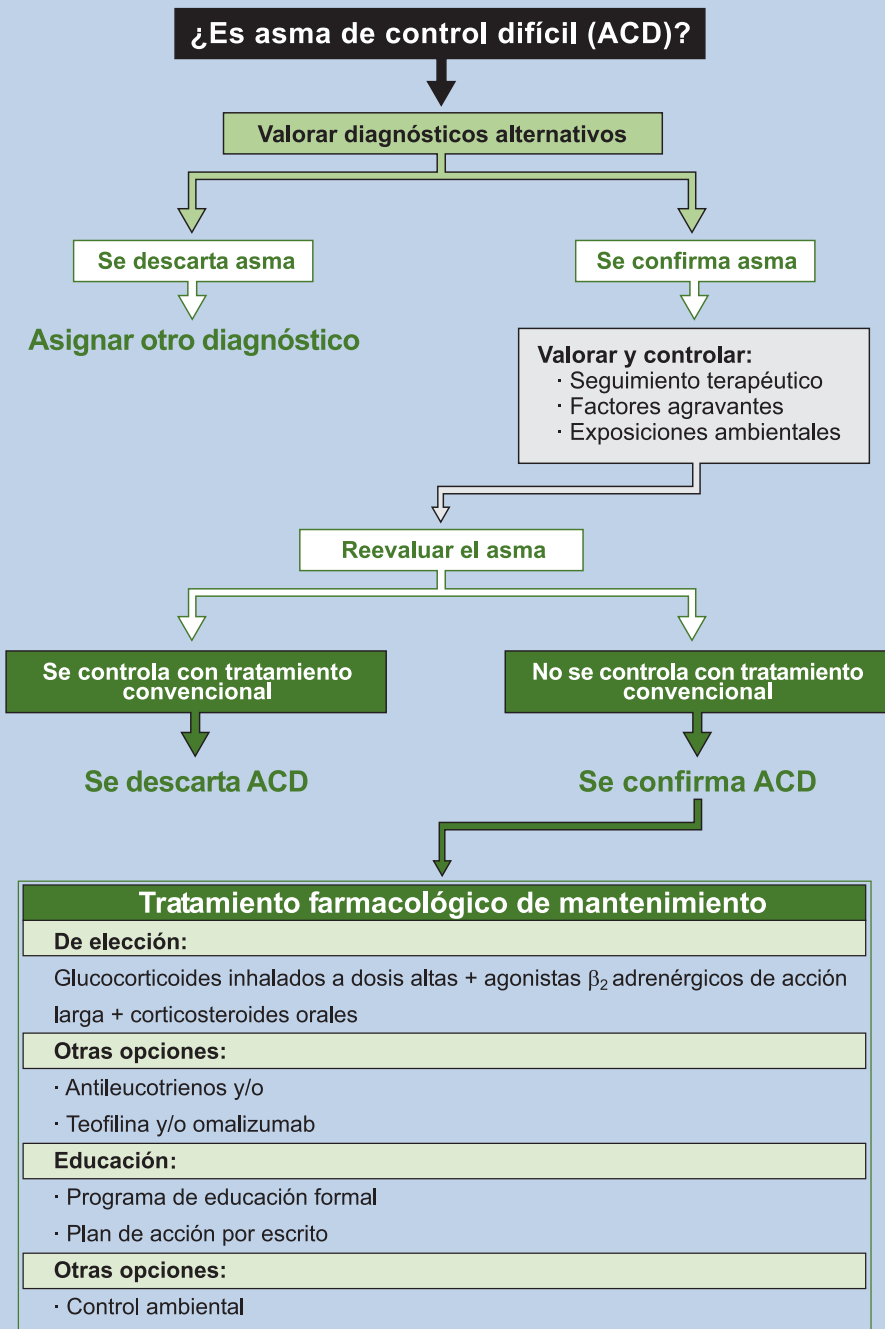 ¿Es asma de control difícil (ACD)?
Valorar diagnósticos alternativos
Se descarta asma
Se confirma asma
Asignar otro diagnóstico
Valorar y controlar:
· Seguimiento terapéutico
· Factores agravantes
· Exposiciones ambientales
Reevaluar el asma
Se controla con tratamiento
convencional
No se controla con tratamiento
convencional
Se descarta ACD
Se confirma ACD
Tratamiento farmacológico de mantenimiento
De elección:
Glucocorticoides inhalados a dosis altas + agonistas β₂ adrenérgicos de acción
larga + corticosteroides orales
Otras opciones:
· Antileucotrienos y/o
· Teofilina y/o omalizumab
Educación:
· Programa de educación formal
· Plan de acción por escrito
Otras opciones:
· Control ambiental